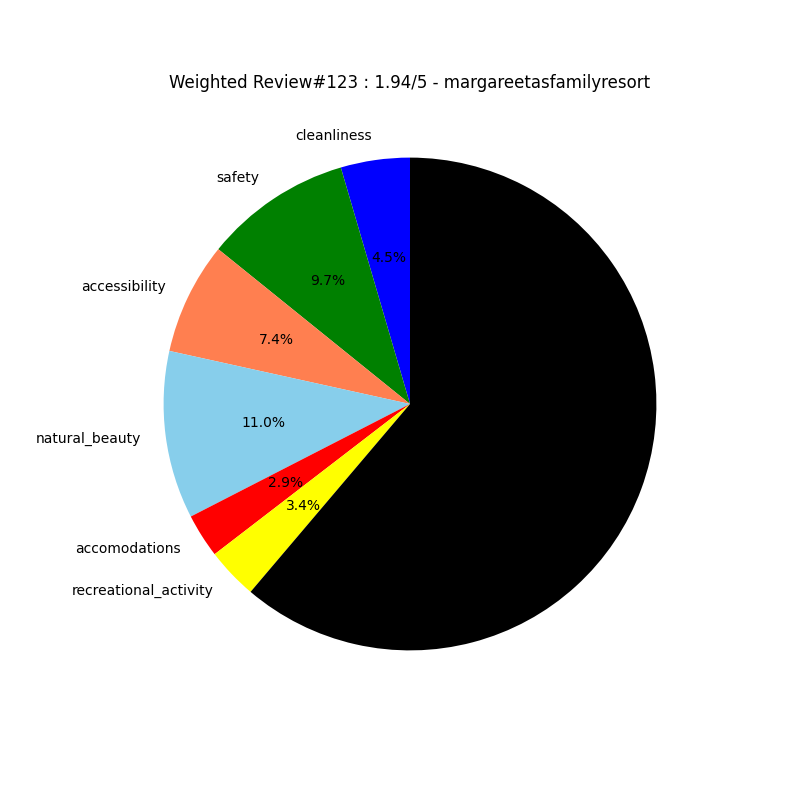 Weighted Review#123 : 1.94/5 - margareetasfamilyresort
cleanliness
safety
4.5%
9.7%
accessibility
7.4%
11.0%
natural_beauty
2.9%
3.4%
accomodations
recreational_activity